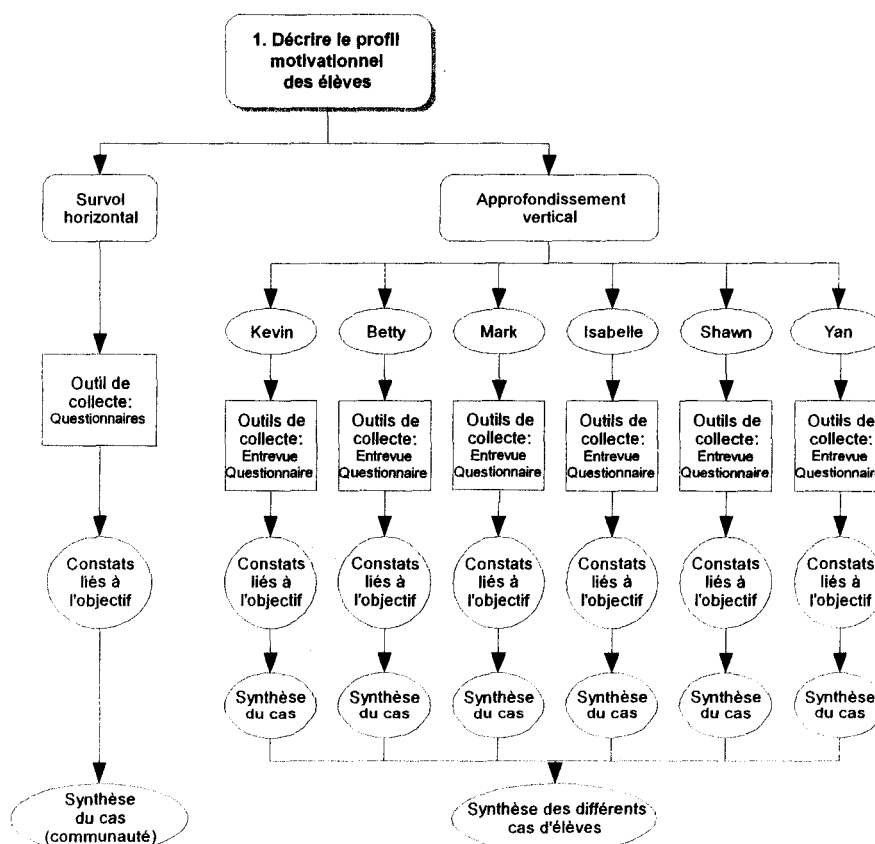 1. Décrire le profil
motivationnel
des élèves
Survol
horizontal
Approfondissement
vertical
Kevin
Betty
Mark
Isabelle
Shawn
Yan
Outil de
collecte:
Questionnaires
Outils de
collecte:
Entrevue
Questionnaire
Outils de
collecte:
Entrevue
Questionnaire
Outils de
collecte:
Entrevue
Questionnaire
Outils de
collecte:
Entrevue
Questionnaire
Outils de
collecte:
Entrevue
Questionnaire
Outils de
collecte:
Entrevue
Questionnaire
Constats
liés à
l'objectif
Constats
liés à
l'objectif
Constats
liés à
l'objectif
Constats
liés à
l'objectif
Constats
liés à
l'objectif
Constats
liés à
l'objectif
Constats
liés à
l'objectif
Synthèse
du cas
Synthèse
du cas
Synthèse
du cas
Synthèse
du cas
Synthèse
du cas
Synthèse
du cas
Synthèse
du cas
(communauté)
Synthèse des différents
cas d'élèves